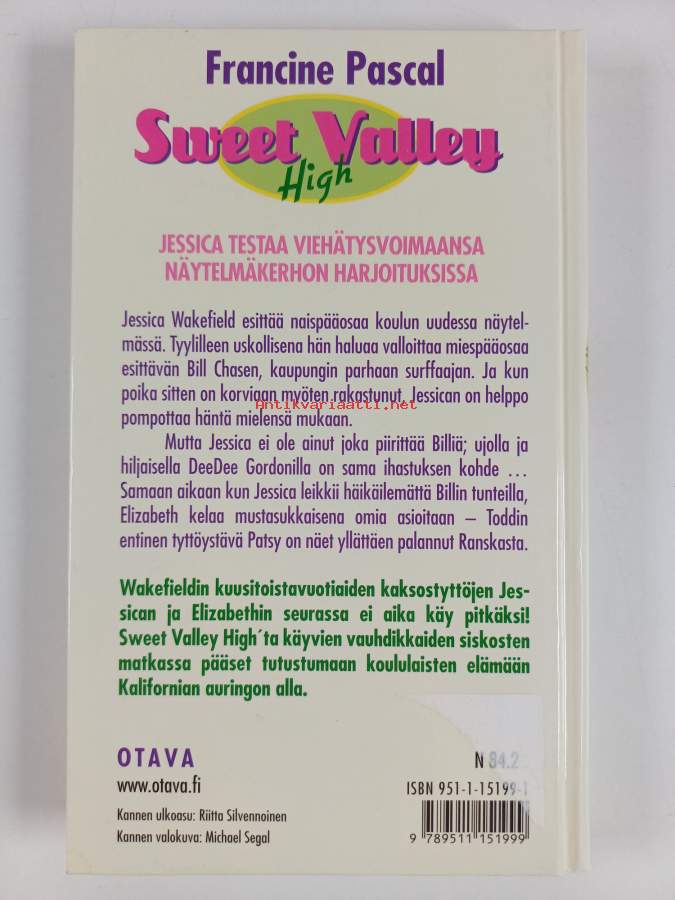 Francine Pascal
Sweet Valley
High
JESSICA TESTAA VIEHÄTYSVOIMAANSA
NÄYTELMÄKERHON HARJOITUKSISSA
Jessica Wakefield esittää naispääosaa koulun uudessa näytel-
mässä. Tyylilleen uskollisena hän haluaa valloittaa miespääosaa
esittävän Bill Chasen, kaupungin parhaan surffaajan. Ja kun
poika sitten on korviaan myöten rakastunut, Jessican on helppo
Antikvariaatti.net
pompottaa häntä mielensä mukaan.
Mutta Jessica ei ole ainut joka piirittää Billiä; ujolla ja
hiljaisella DeeDee Gordonilla on sama ihastuksen kohde ...
Samaan aikaan kun Jessica leikkii häikäilemättä Billin tunteilla,
Elizabeth kelaa mustasukkaisena omia asioitaan – Toddin
entinen tyttöystävä Patsy on näet yllättäen palannut Ranskasta.
Wakefieldin kuusitoistavuotiaiden kaksostyttöjen Jes-
sican ja Elizabethin seurassa ei aika käy pitkäksi!
Sweet Valley High´ta käyvien vauhdikkaiden siskosten
matkassa pääset tutustumaan koululaisten elämään
Kalifornian auringon alla.
OTAVA
www.otava.fi
Kannen ulkoasu: Riitta Silvennoinen
Kannen valokuva: Michael Segal
N 84.2
ISBN 951-1-15199-1
9 789511 151999